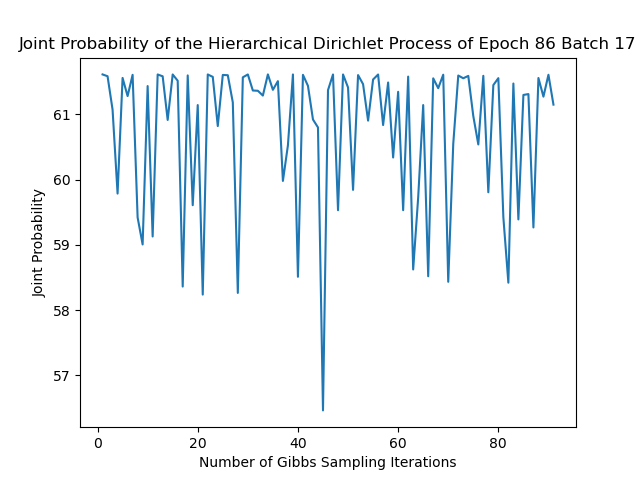 Joint Probability of the Hierarchical Dirichlet Process of Epoch 86 Batch 17
61
60
59
58
57
Joint Probability
0 20 40 60 80
Number of Gibbs Sampling Iterations